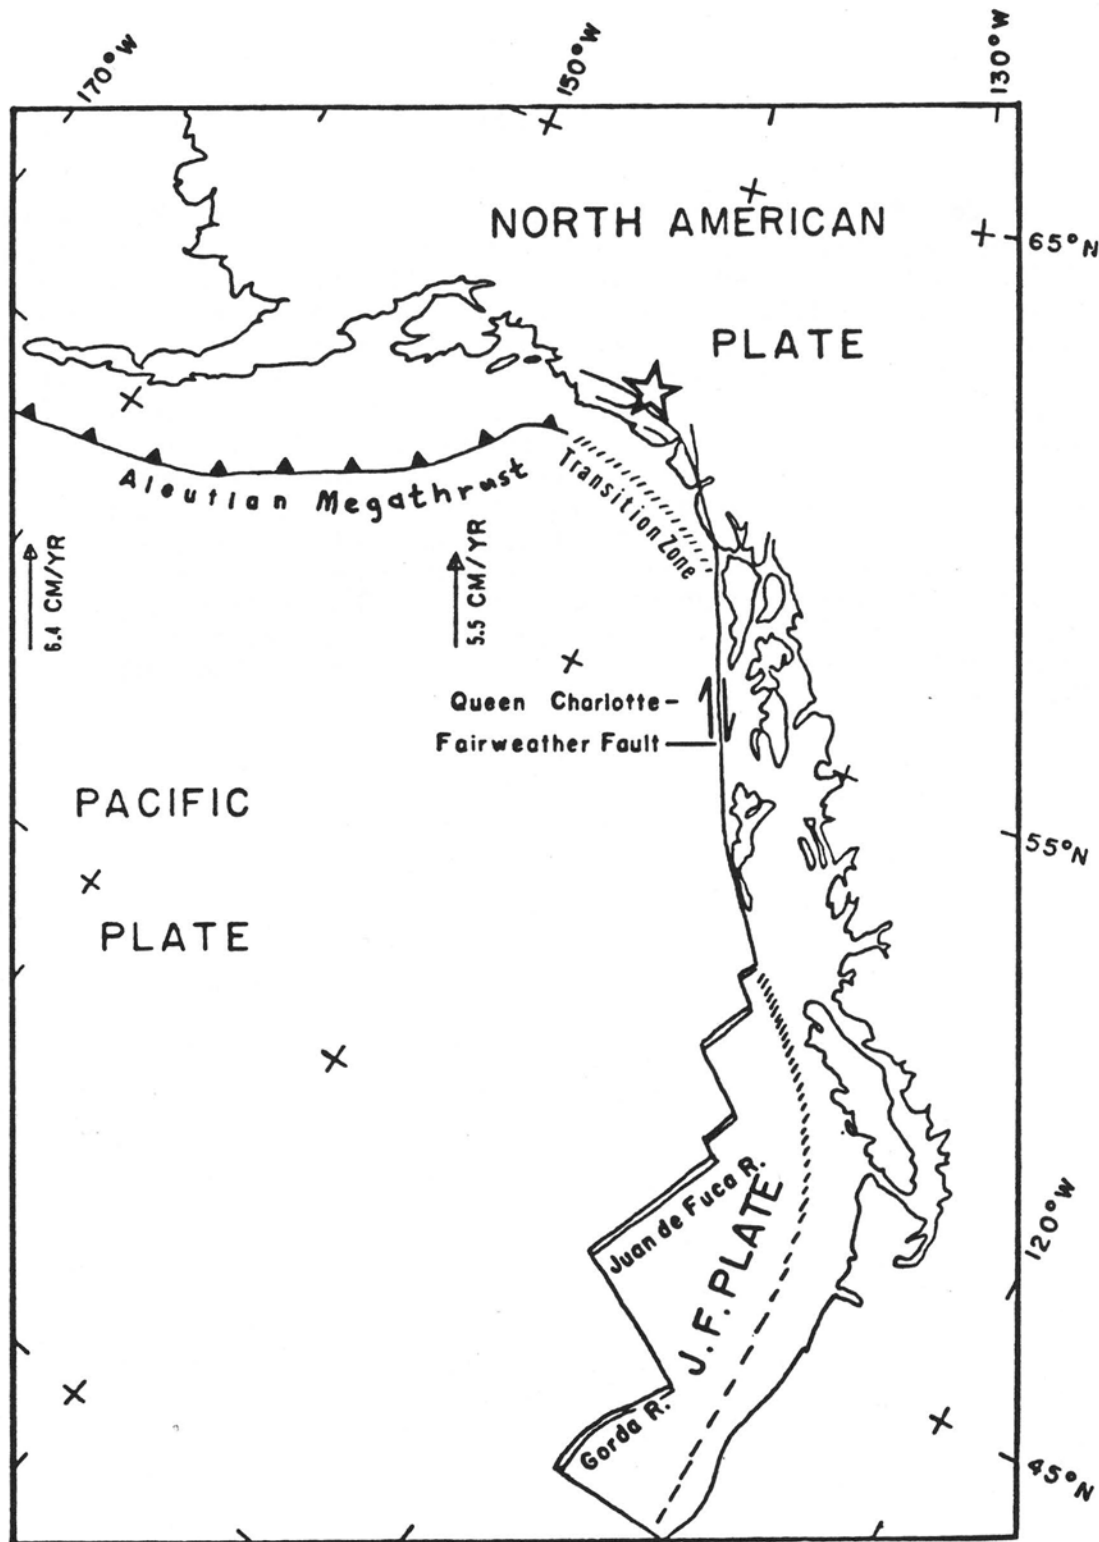 170°W
150°W
130°W
NORTH AMERICAN
65°N
PLATE
Aleutian Megathrust
Transition Zone
6.4 CM/YR
5.5 CM/YR
Queen Charlotte-
Fairweather Fault
PACIFIC
55°N
PLATE
Juan de Fuca R.
J.F. PLATE
120°W
Gorda R.
45°N